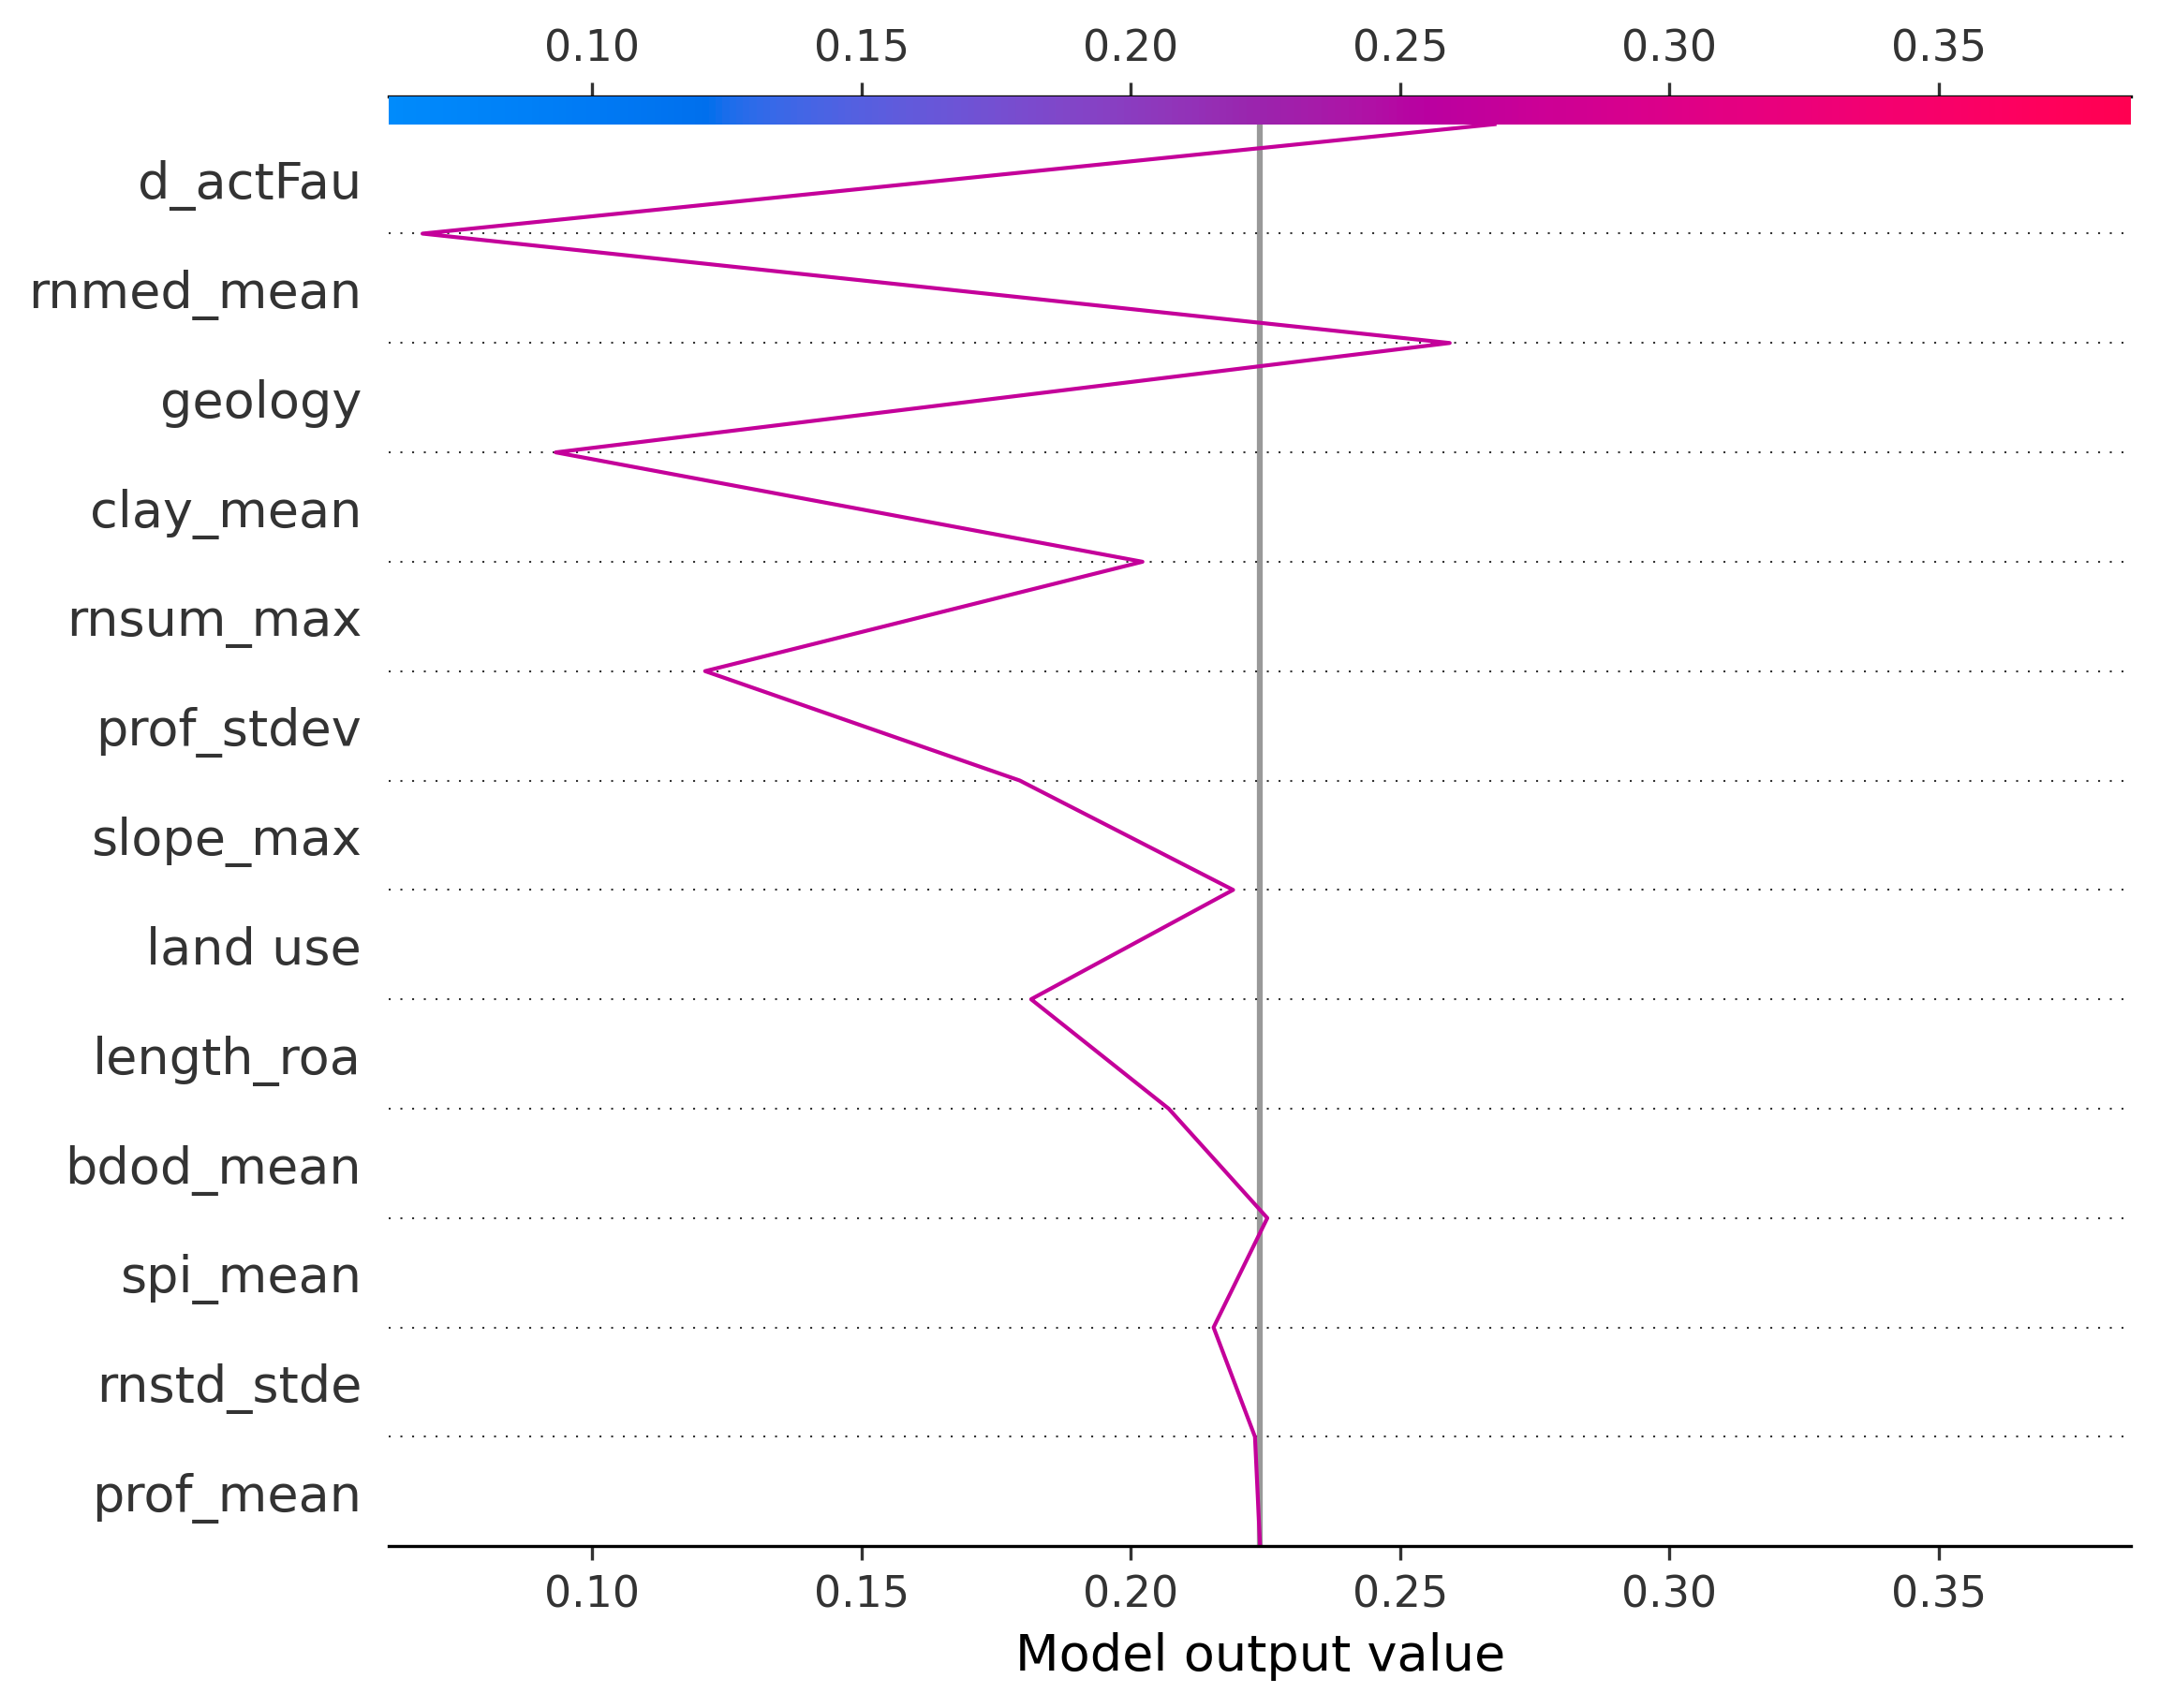 0.10 0.15 0.20 0.25 0.30 0.35
d_actFau
rnmed_mean
geology
clay_mean
rnsum_max
prof_stdev
slope_max
land use
length_roa
bdod_mean
spi_mean
rnstd_stde
prof_mean
0.10 0.15 0.20 0.25 0.30 0.35
Model output value